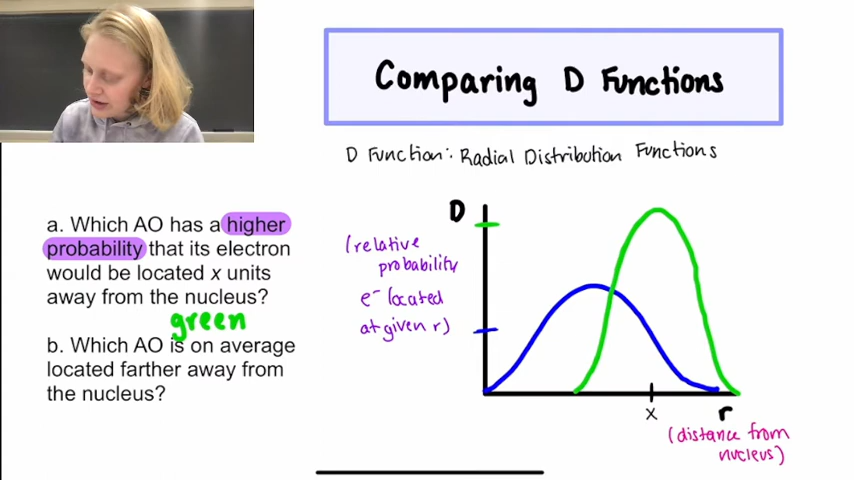 Comparing D Functions
D Function: Radial Distribution Functions
a. Which AO has a higher
probability that its electron
would be located x units
away from the nucleus?
green
b. Which AO is on average
located farther away from
the nucleus?
D
(relative
probability
e⁻ located
at given r)
x
r
(distance from
nucleus)